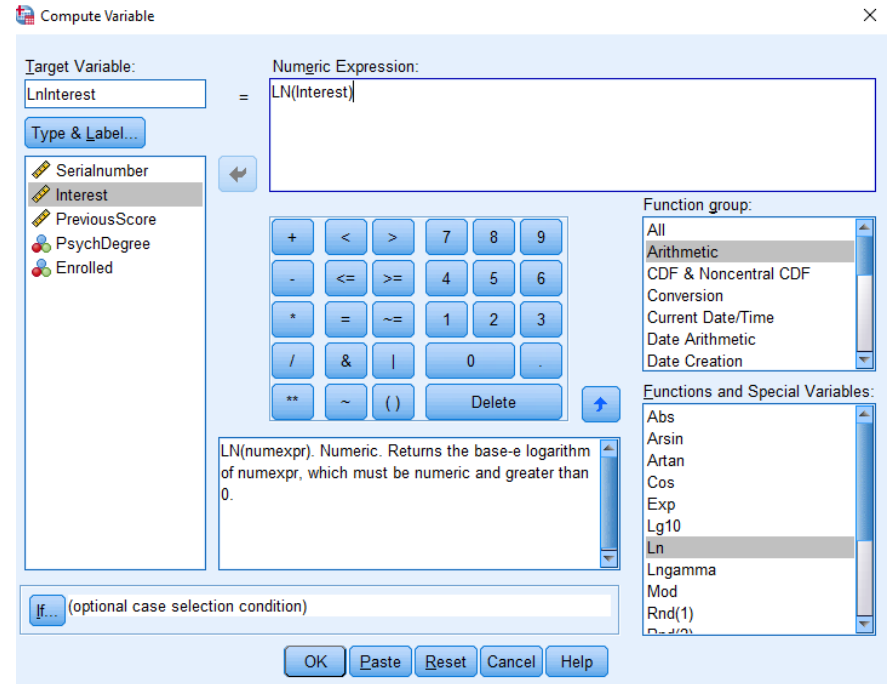 Compute Variable
Target Variable:
LnInterest
=
Numeric Expression:
LN(Interest)
Type & Label...
Serialnumber
Interest
PreviousScore
PsychDegree
Enrolled
+ < > 7 8 9
- <= >= 4 5 6
* = ~= 1 2 3
/ & | 0 .
** ~ ( ) Delete
Function group:
All
Arithmetic
CDF & Noncentral CDF
Conversion
Current Date/Time
Date Arithmetic
Date Creation
LN(numexpr). Numeric. Returns the base-e logarithm
of numexpr, which must be numeric and greater than
0.
Functions and Special Variables:
Abs
Arsin
Artan
Cos
Exp
Lg10
Ln
Lngamma
Mod
Rnd(1)
Rnd(2)
If... (optional case selection condition)
OK Paste Reset Cancel Help